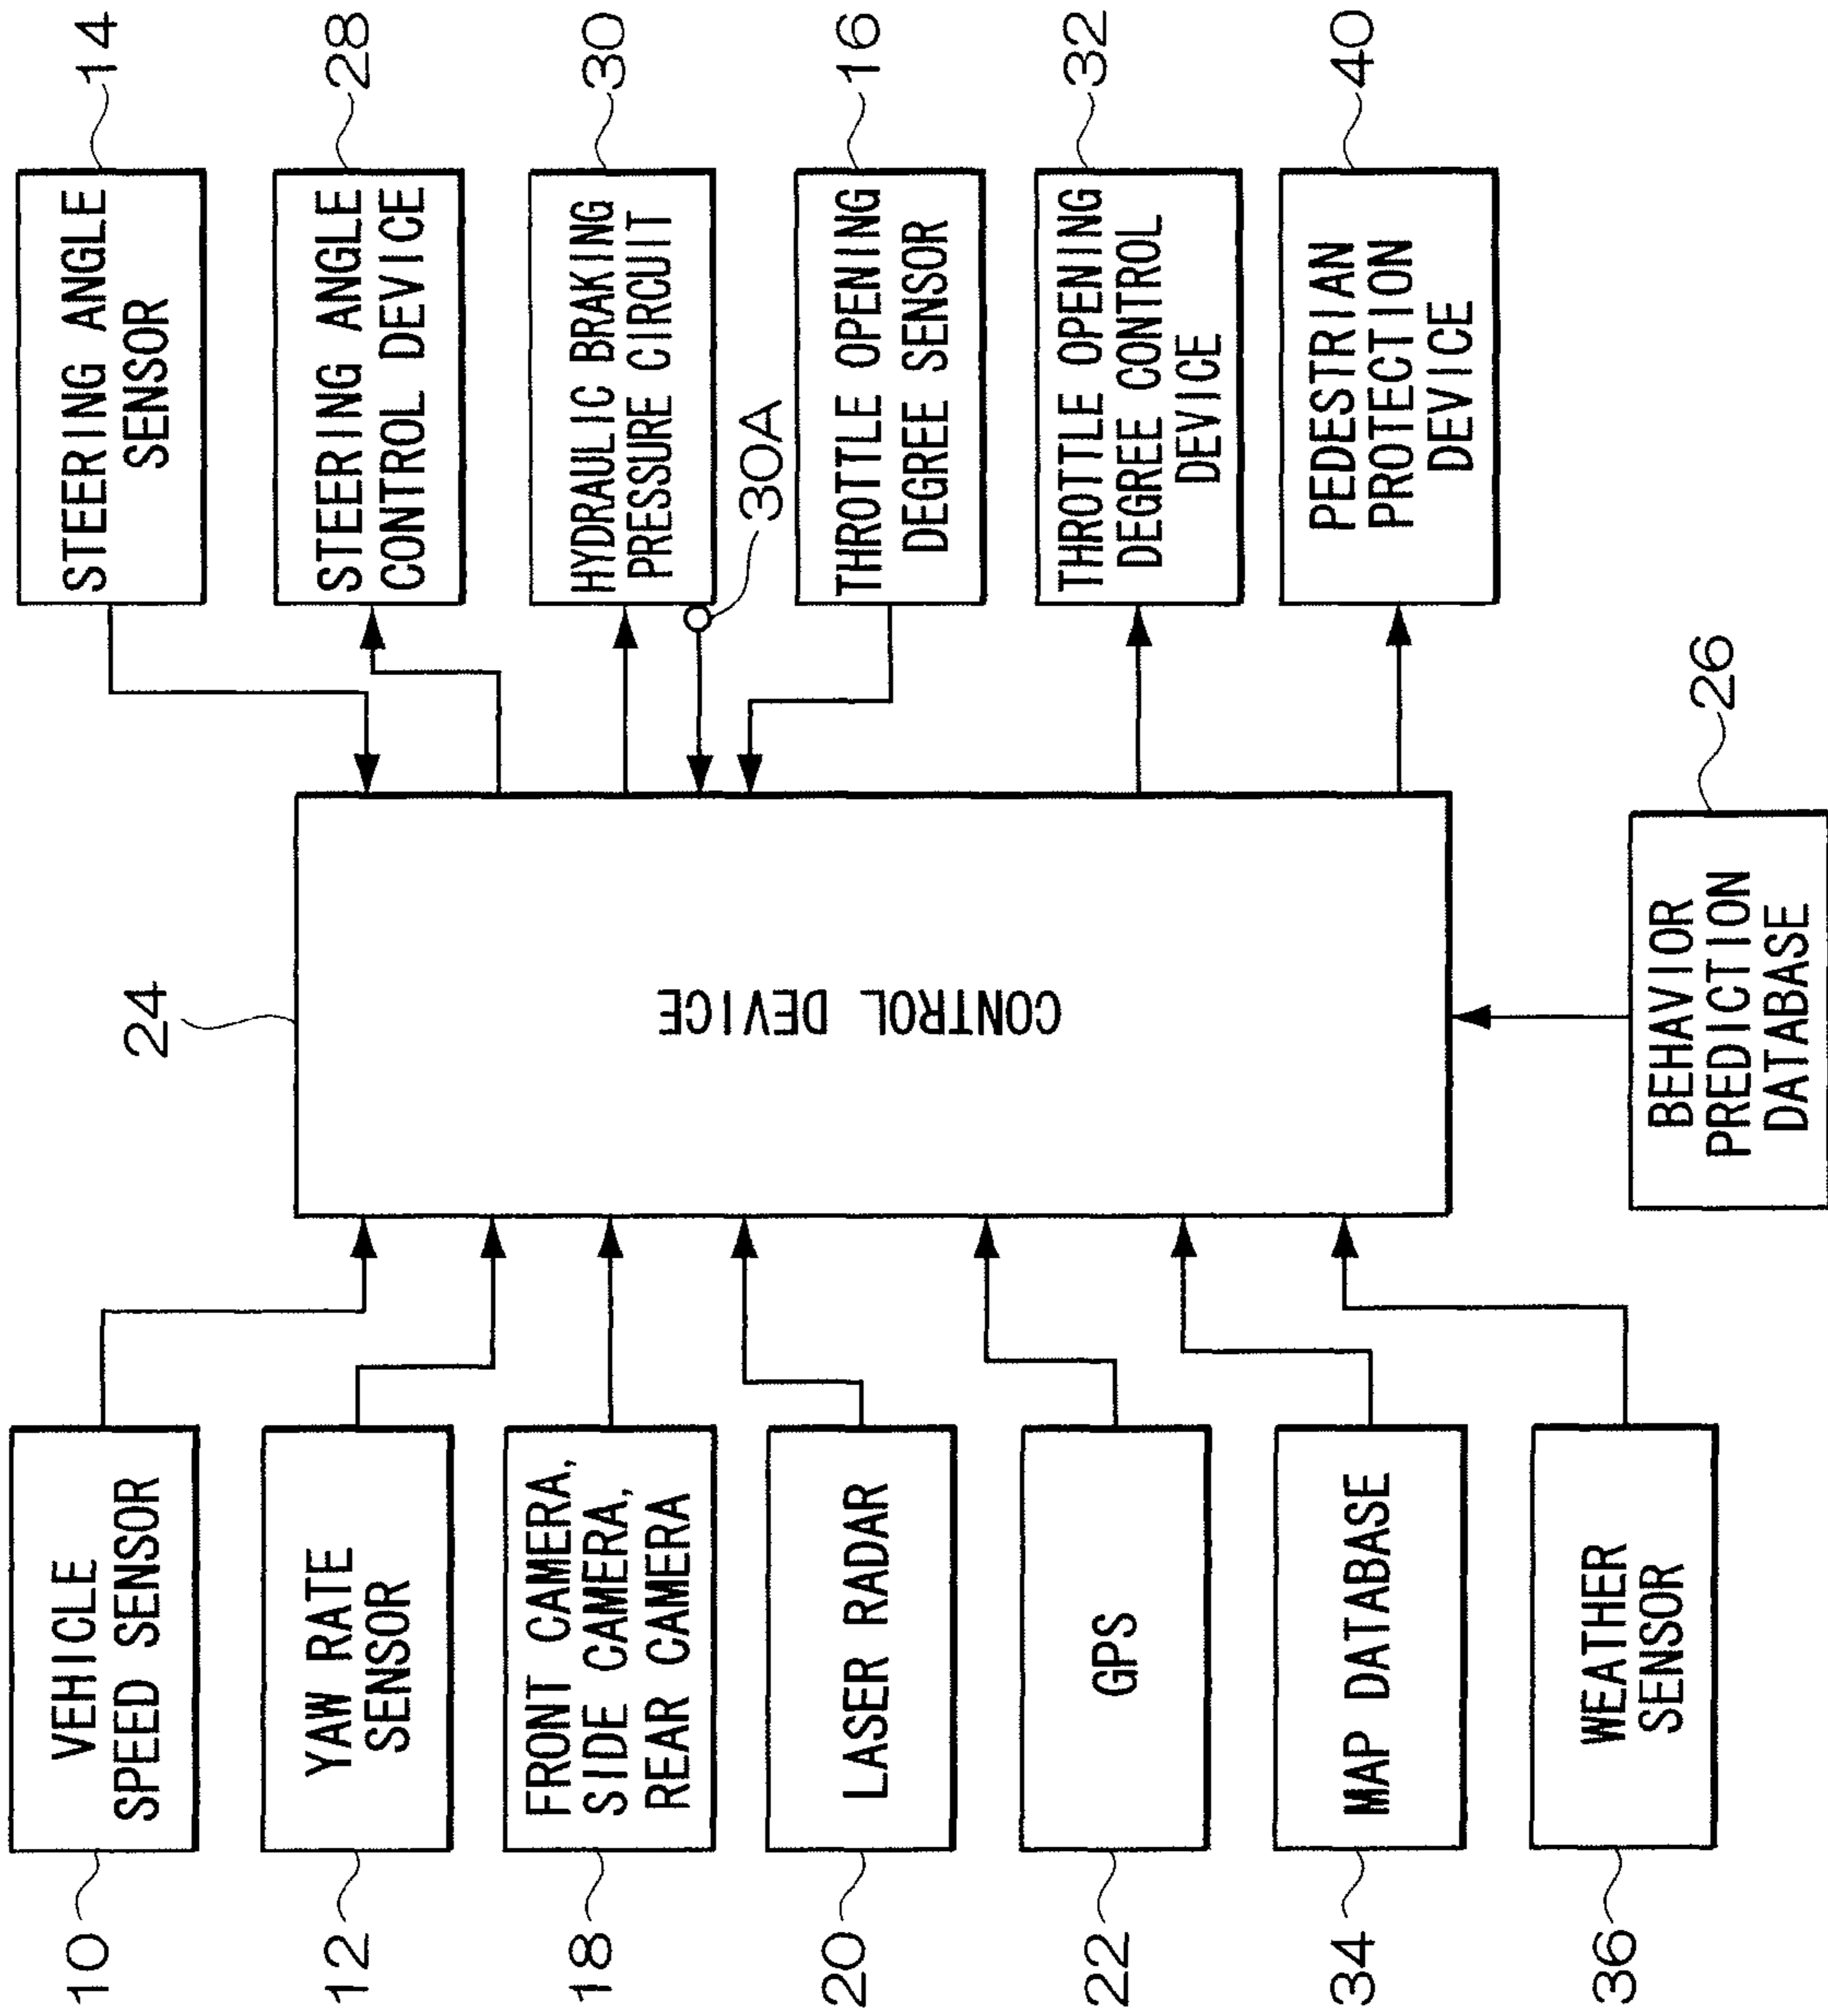 10
VEHICLE
SPEED SENSOR
12
YAW RATE
SENSOR
18
FRONT CAMERA,
SIDE CAMERA,
REAR CAMERA
20
LASER RADAR
22
GPS
34
MAP DATABASE
36
WEATHER
SENSOR
24
CONTROL DEVICE
BEHAVIOR
PREDICTION
DATABASE
26
STEERING ANGLE
SENSOR
14
STEERING ANGLE
CONTROL DEVICE
28
HYDRAULIC BRAKING
PRESSURE CIRCUIT
30
30A
THROTTLE OPENING
DEGREE SENSOR
16
THROTTLE OPENING
DEGREE CONTROL
DEVICE
32
PEDESTRIAN
PROTECTION
DEVICE
40